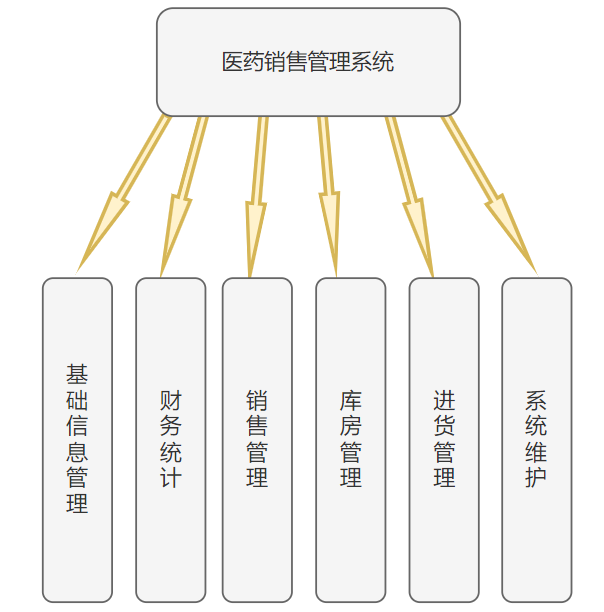 医药销售管理系统
基础信息管理
财务统计
销售管理
库房管理
进货管理
系统维护